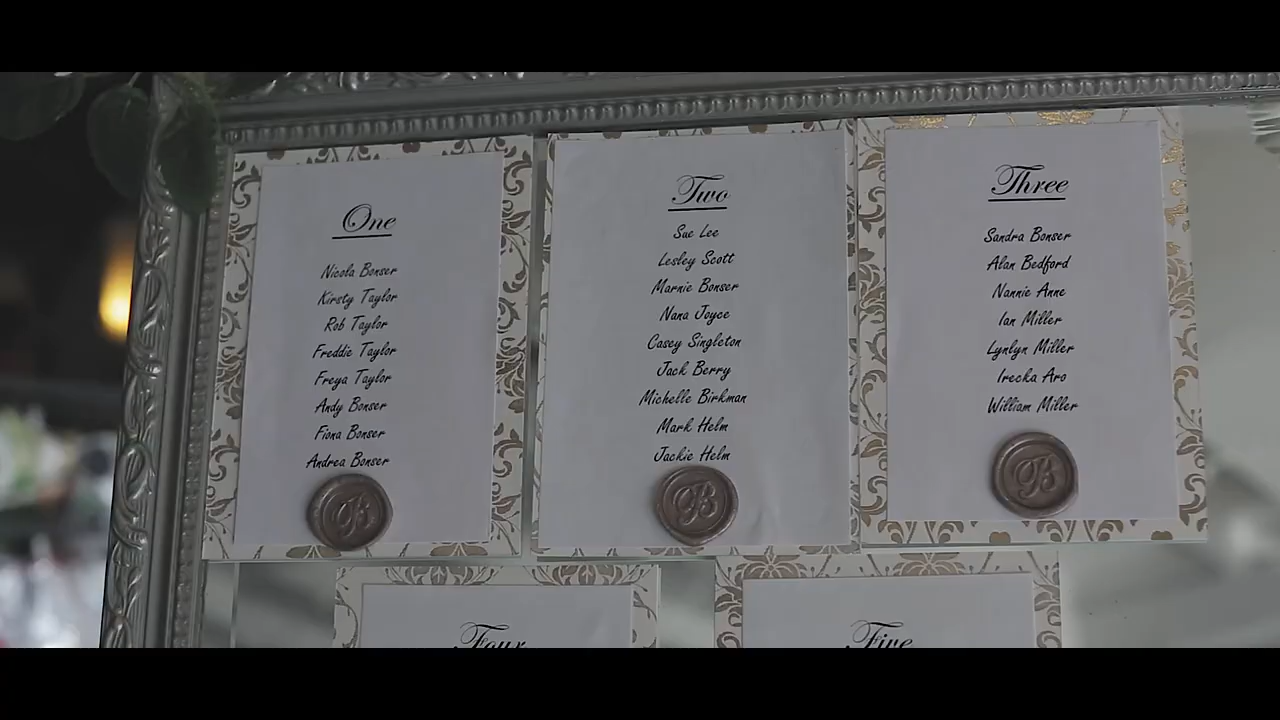 One
Nicola Bonser
Kirsty Taylor
Rob Taylor
Freddie Taylor
Freya Taylor
Andy Bonser
Fiona Bonser
Andrea Bonser
B
Two
Sue Lee
Lesley Scott
Marnie Bonser
Nana Joyce
Casey Singleton
Jack Berry
Michelle Birkman
Mark Helm
Jackie Helm
B
Three
Sandra Bonser
Alan Bedford
Nannie Anne
Ian Miller
Lynlyn Miller
Irecka Aro
William Miller
B
Four
Five